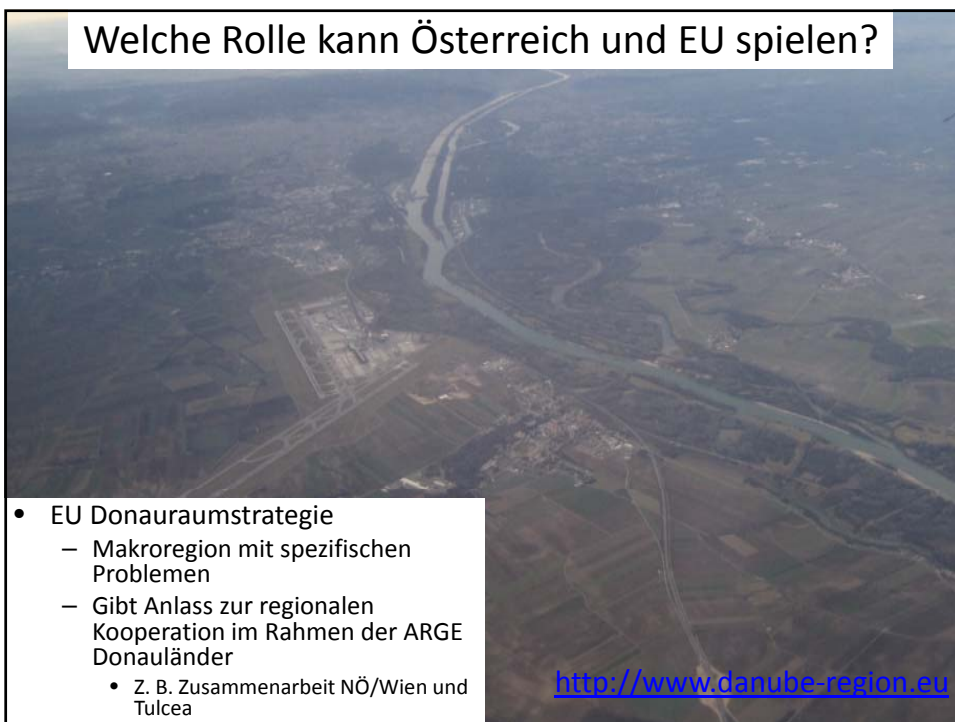 Welche Rolle kann Österreich und EU spielen?
• EU Donauraumstrategie
– Makroregion mit spezifischen
Problemen
– Gibt Anlass zur regionalen
Kooperation im Rahmen der ARGE
Donauländer
• Z. B. Zusammenarbeit NÖ/Wien und
Tulcea
http://www.danube-region.eu